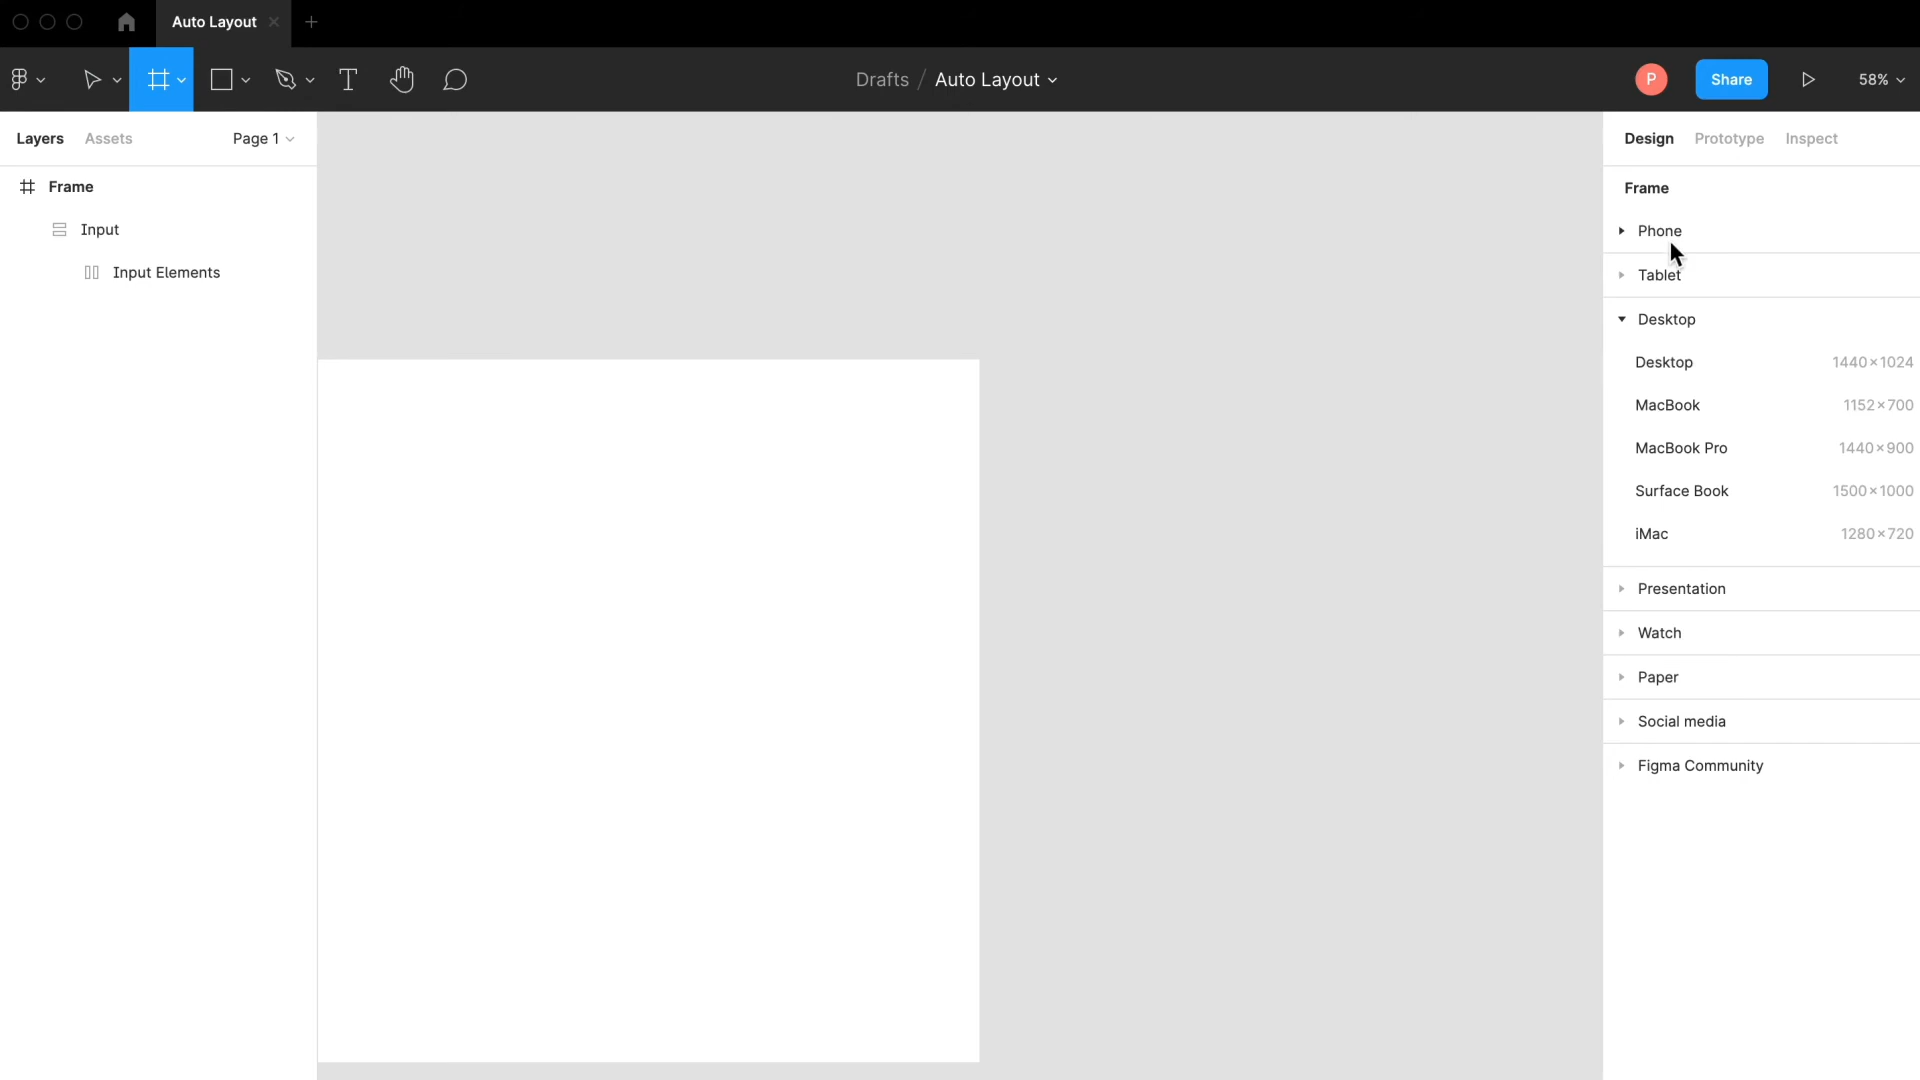 Auto Layout
Drafts / Auto Layout
P
Share
58%
Layers Assets Page 1
Frame
Input
Input Elements
Design Prototype Inspect
Frame
Phone
Tablet
Desktop
Desktop 1440×1024
MacBook 1152×700
MacBook Pro 1440×900
Surface Book 1500×1000
iMac 1280×720
Presentation
Watch
Paper
Social media
Figma Community